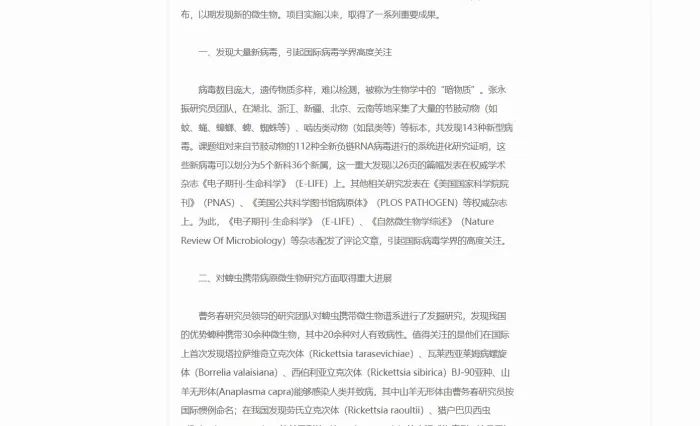 布，以期发现新的微生物。项目实施以来，取得了一系列重要成果。
一、发现大量新病毒，引起国际病毒学界高度关注
病毒数目庞大，遗传物质多样，难以检测，被称为生物学中的“暗物质”。张永
振研究员团队，在湖北、浙江、新疆、北京、云南等地采集了大量的节肢动物（如
蚊、蝇、蟑螂、蜱、蜘蛛等）、啮齿类动物（如鼠类等）等标本，共发现143种新型病
毒。课题组对来自节肢动物的112种全新负链RNA病毒进行的系统进化研究证明，这
些新病毒可以划分为5个新科36个新属，这一重大发现以26页的篇幅发表在权威学术
杂志《电子期刊-生命科学》（E-LIFE）上。其他相关研究发表在《美国国家科学院院
刊》（PNAS）、《美国公共科学图书馆病原体》（PLOS PATHOGEN）等权威杂志
上。为此，《电子期刊-生命科学》（E-LIFE）、《自然微生物学综述》（Nature
Review Of Microbiology）等杂志配发了评论文章，引起国际病毒学界的高度关注。
二、对蜱虫携带病原微生物研究方面取得重大进展
曹务春研究员领导的研究团队对蜱虫携带微生物谱系进行了发掘研究，发现我国
的优势蜱种携带30余种微生物，其中20余种对人有致病性。值得关注的是他们在国际
上首次发现塔拉萨维奇立克次体（Rickettsia tarasevichiae）、瓦莱西亚莱姆病螺旋
体（Borrelia valaisiana）、西伯利亚立克次体（Rickettsia sibirica）BJ-90亚种、山
羊无形体(Anaplasma capra)能够感染人类并致病，其中山羊无形体由曹务春研究员按
国际惯例命名；在我国发现劳氏立克次体（Rickettsia raoultii）、猎户巴贝西虫